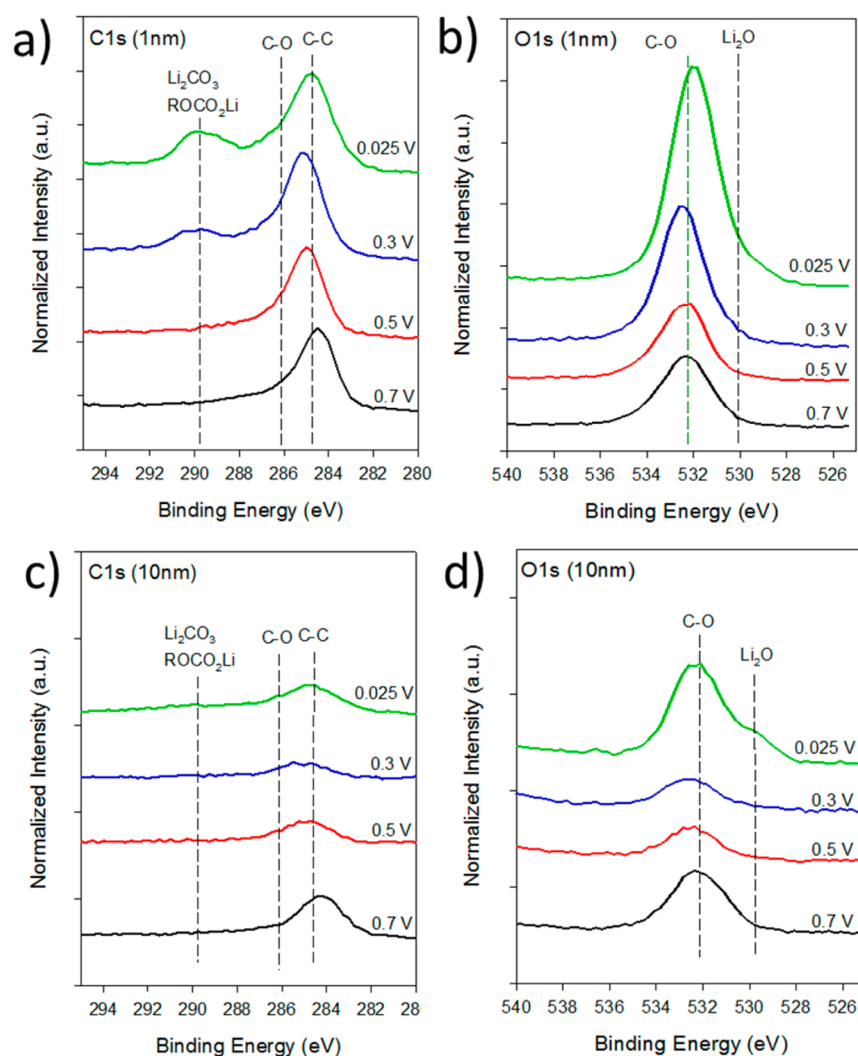 a)
C1s (1nm)
C-O
C-C
Li₂CO₃
ROCO₂Li
0.025 V
0.3 V
0.5 V
0.7 V
Normalized Intensity (a.u.)
294 292 290 288 286 284 282 280
Binding Energy (eV)
b)
O1s (1nm)
C-O
Li₂O
0.025 V
0.3 V
0.5 V
0.7 V
Normalized Intensity (a.u.)
540 538 536 534 532 530 528 526
Binding Energy (eV)
c)
C1s (10nm)
Li₂CO₃
ROCO₂Li
C-O
C-C
0.025 V
0.3 V
0.5 V
0.7 V
Normalized Intensity (a.u.)
294 292 290 288 286 284 282 280
Binding Energy (eV)
d)
O1s (10nm)
C-O
Li₂O
0.025 V
0.3 V
0.5 V
0.7 V
Normalized Intensity (a.u.)
540 538 536 534 532 530 528 526
Binding Energy (eV)